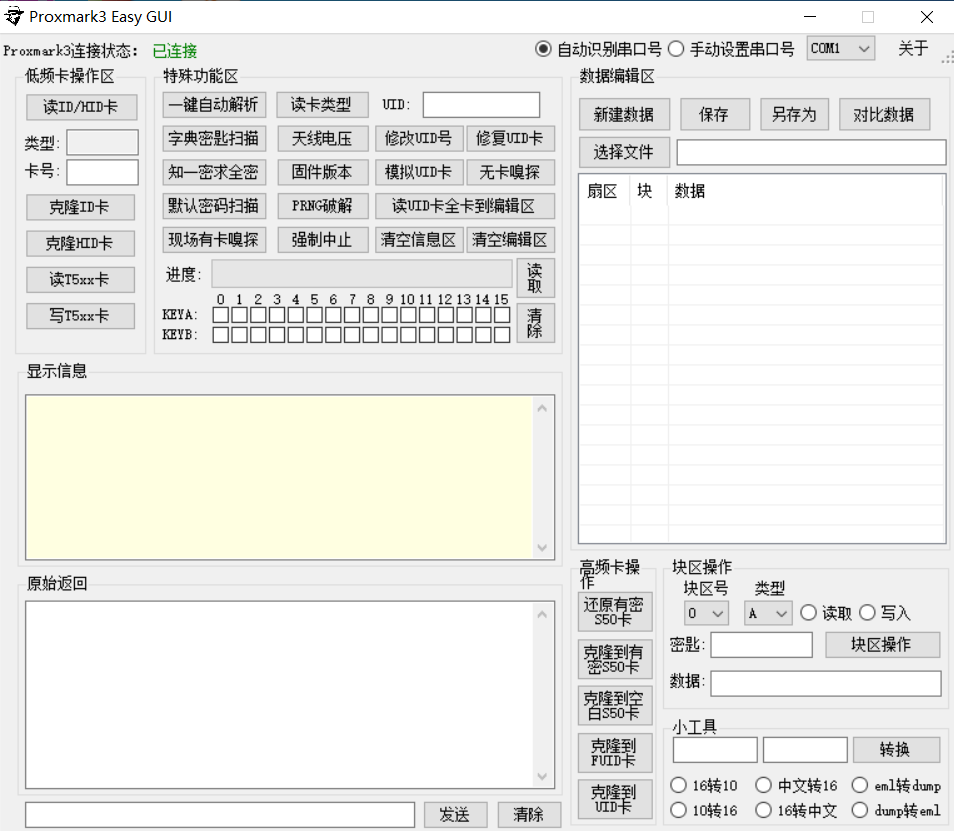 Proxmark3 Easy GUI
Proxmark3连接状态： 已连接
自动识别串口号 手动设置串口号 COM1 关于
低频卡操作区
读ID/HID卡
类型:
卡号:
克隆ID卡
克隆HID卡
读T5xx卡
写T5xx卡
特殊功能区
一键自动解析 读卡类型 UID:
字典密匙扫描 天线电压 修改UID号 修复UID卡
知一密求全密 固件版本 模拟UID卡 无卡嗅探
默认密码扫描 PRNG破解 读UID卡全卡到编辑区
现场有卡嗅探 强制中止 清空信息区 清空编辑区
进度: 读取
0 1 2 3 4 5 6 7 8 9 10 11 12 13 14 15
KEYA:
KEYB:
清除
数据编辑区
新建数据 保存 另存为 对比数据
选择文件
扇区 块 数据
显示信息
原始返回
发送 清除
高频卡操
作
还原有密
S50卡
克隆到有
密S50卡
克隆到空
白S50卡
克隆到
FUID卡
克隆到
UID卡
块区操作
块区号 类型
0 A 读取 写入
密匙: 块区操作
数据:
小工具
转换
16转10 中文转16 eml转dump
10转16 16转中文 dump转eml